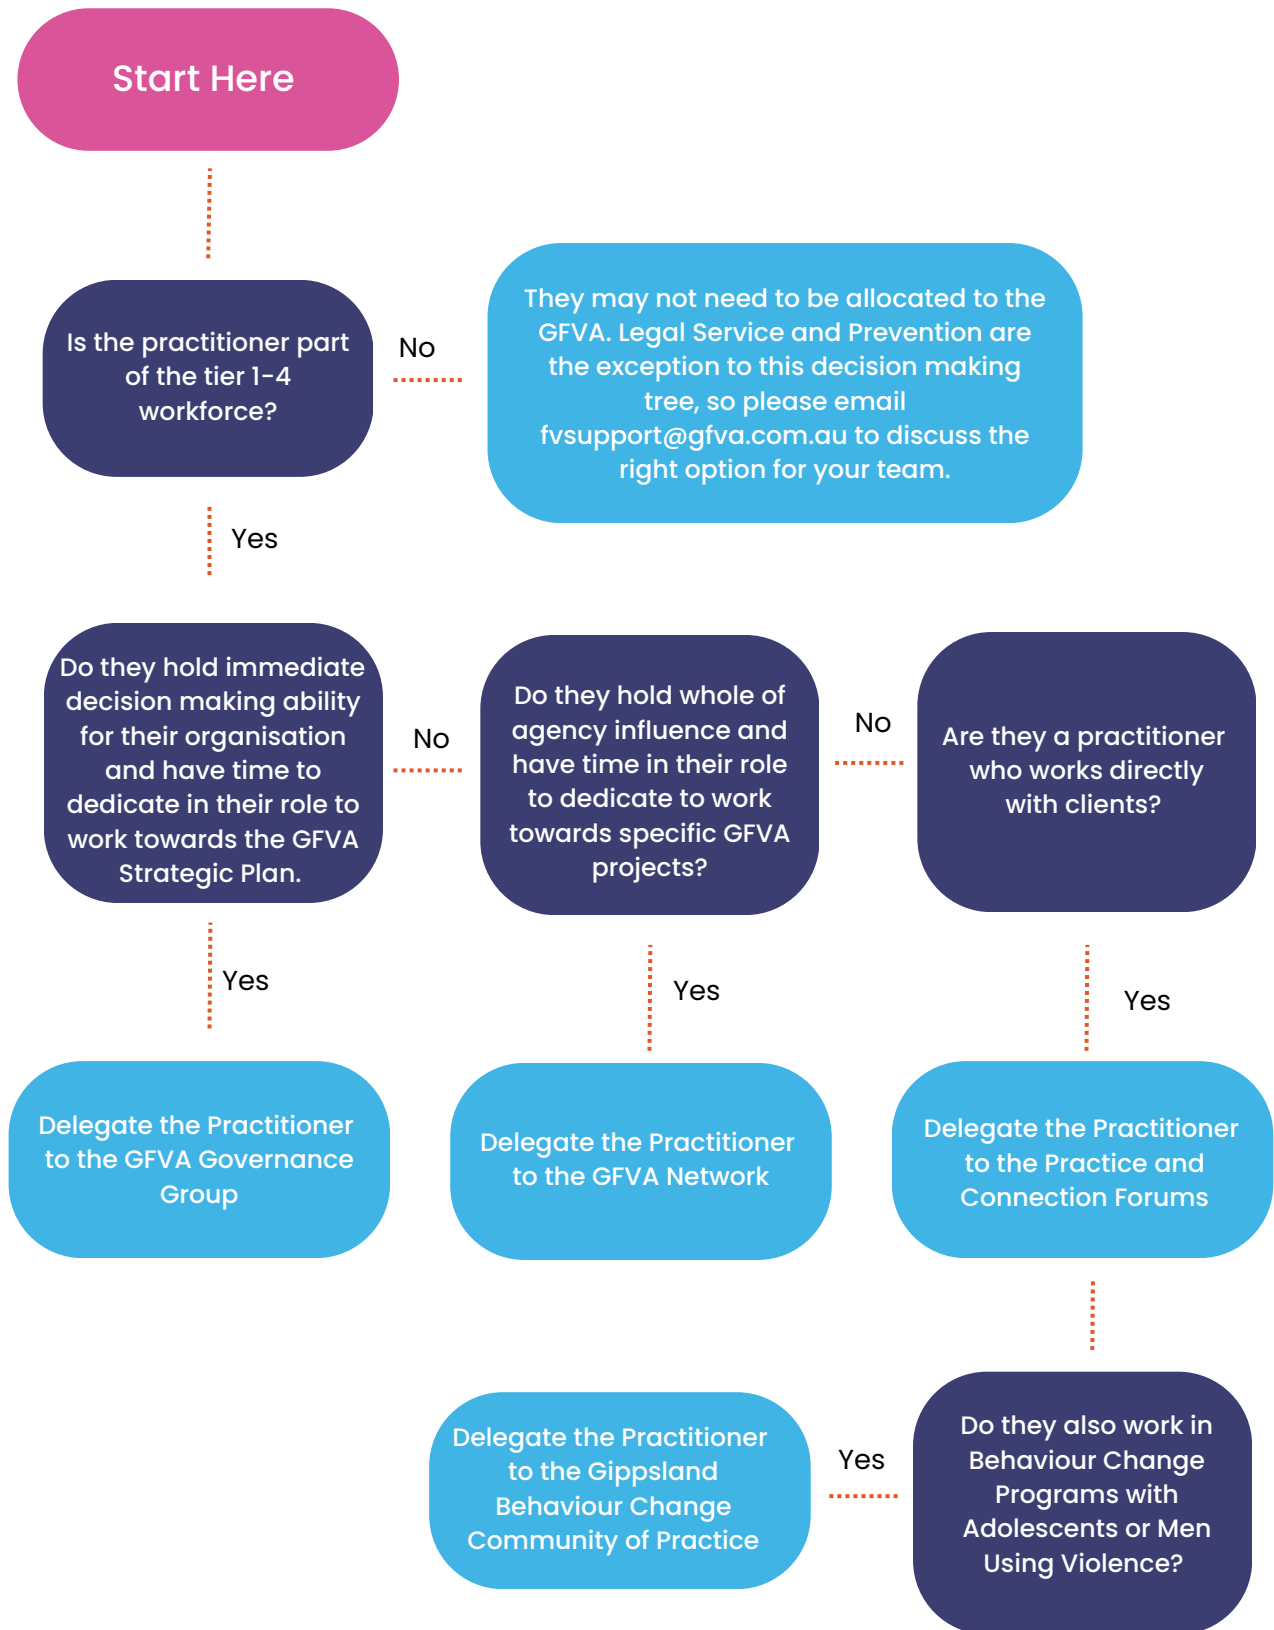 Start Here
Is the practitioner part
of the tier 1-4
workforce?
No
They may not need to be allocated to the
GFVA. Legal Service and Prevention are
the exception to this decision making
tree, so please email
fvsupport@gfva.com.au to discuss the
right option for your team.
Yes
Do they hold immediate
decision making ability
for their organisation
and have time to
dedicate in their role to
work towards the GFVA
Strategic Plan.
No
Do they hold whole of
agency influence and
have time in their role
to dedicate to work
towards specific GFVA
projects?
No
Are they a practitioner
who works directly
with clients?
Yes
Yes
Yes
Delegate the Practitioner
to the GFVA Governance
Group
Delegate the Practitioner
to the GFVA Network
Delegate the Practitioner
to the Practice and
Connection Forums
Do they also work in
Behaviour Change
Programs with
Adolescents or Men
Using Violence?
Yes
Delegate the Practitioner
to the Gippsland
Behaviour Change
Community of Practice